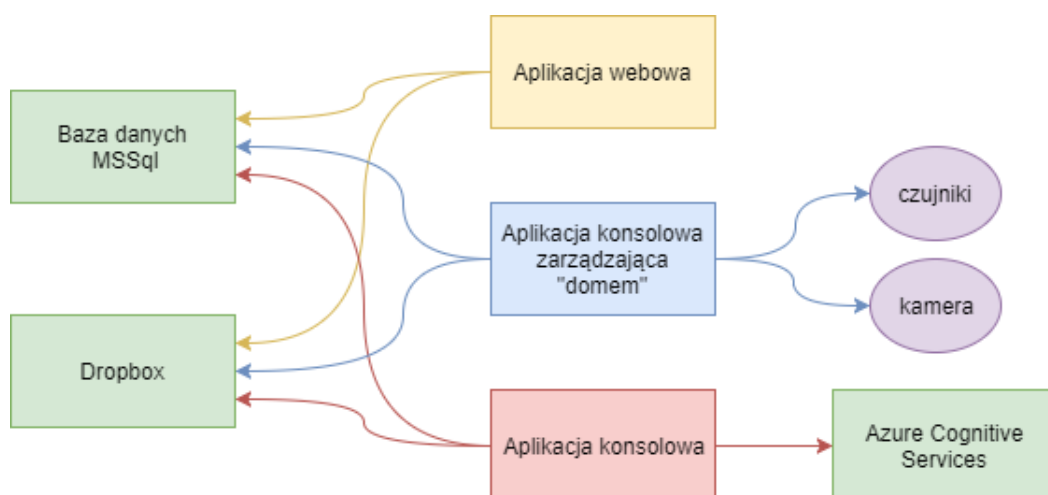 Aplikacja webowa
Baza danych
MSSql
czujniki
Aplikacja konsolowa
zarządzająca
"domem"
kamera
Dropbox
Aplikacja konsolowa
Azure Cognitive
Services